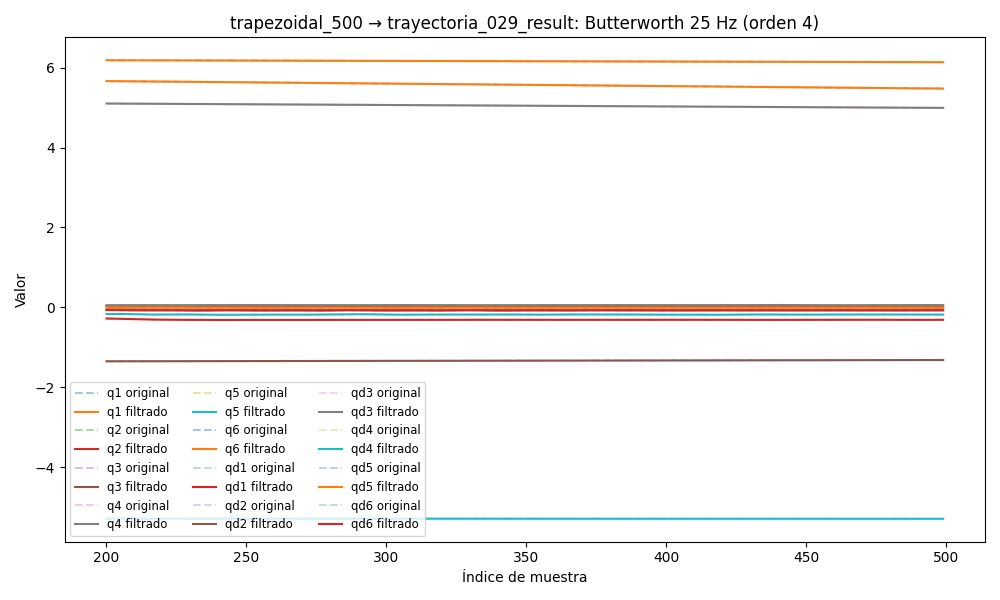 trapezoidal_500 → trayectoria_029_result: Butterworth 25 Hz (orden 4)
Valor
6
4
2
0
−2
−4
q1 original
q1 filtrado
q2 original
q2 filtrado
q3 original
q3 filtrado
q4 original
q4 filtrado
q5 original
q5 filtrado
q6 original
q6 filtrado
qd1 original
qd1 filtrado
qd2 original
qd2 filtrado
qd3 original
qd3 filtrado
qd4 original
qd4 filtrado
qd5 original
qd5 filtrado
qd6 original
qd6 filtrado
200 250 300 350 400 450 500
Índice de muestra